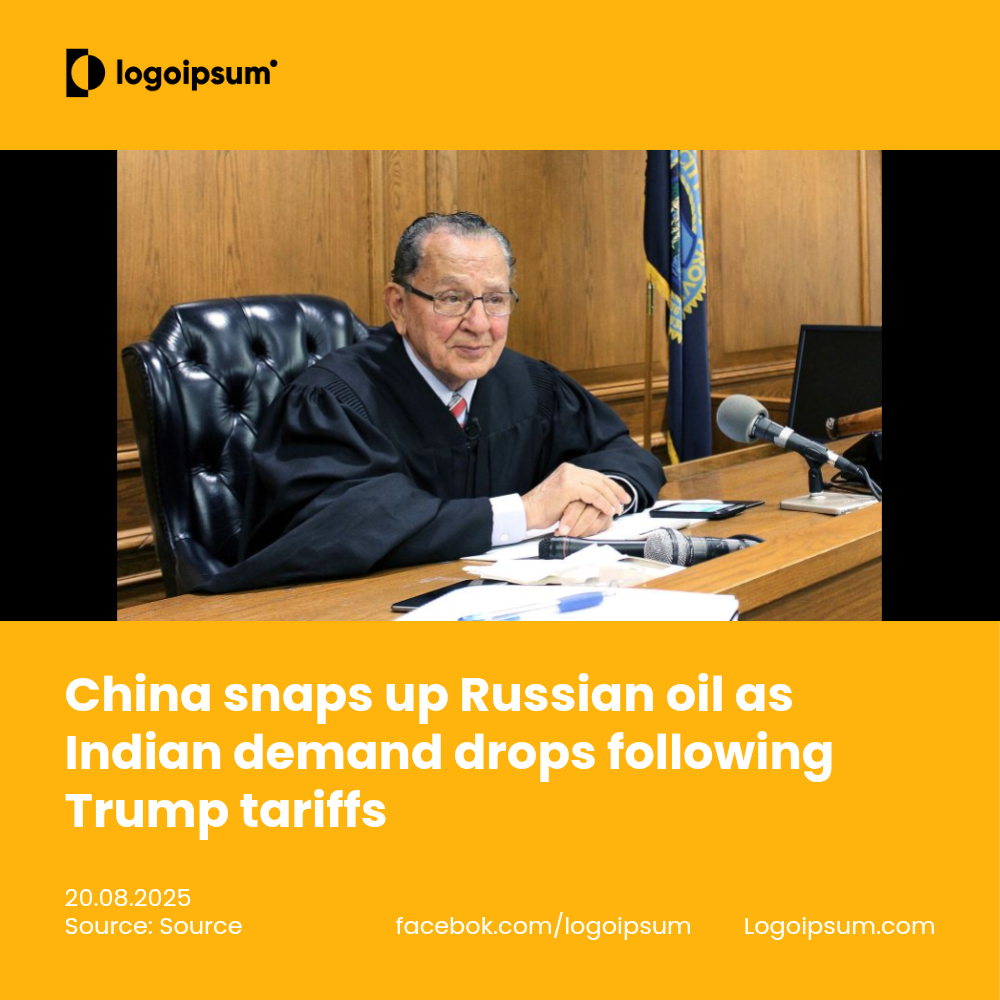 logoipsum
China snaps up Russian oil as
Indian demand drops following
Trump tariffs
20.08.2025
Source: Source
facebok.com/logoipsum
Logoipsum.com